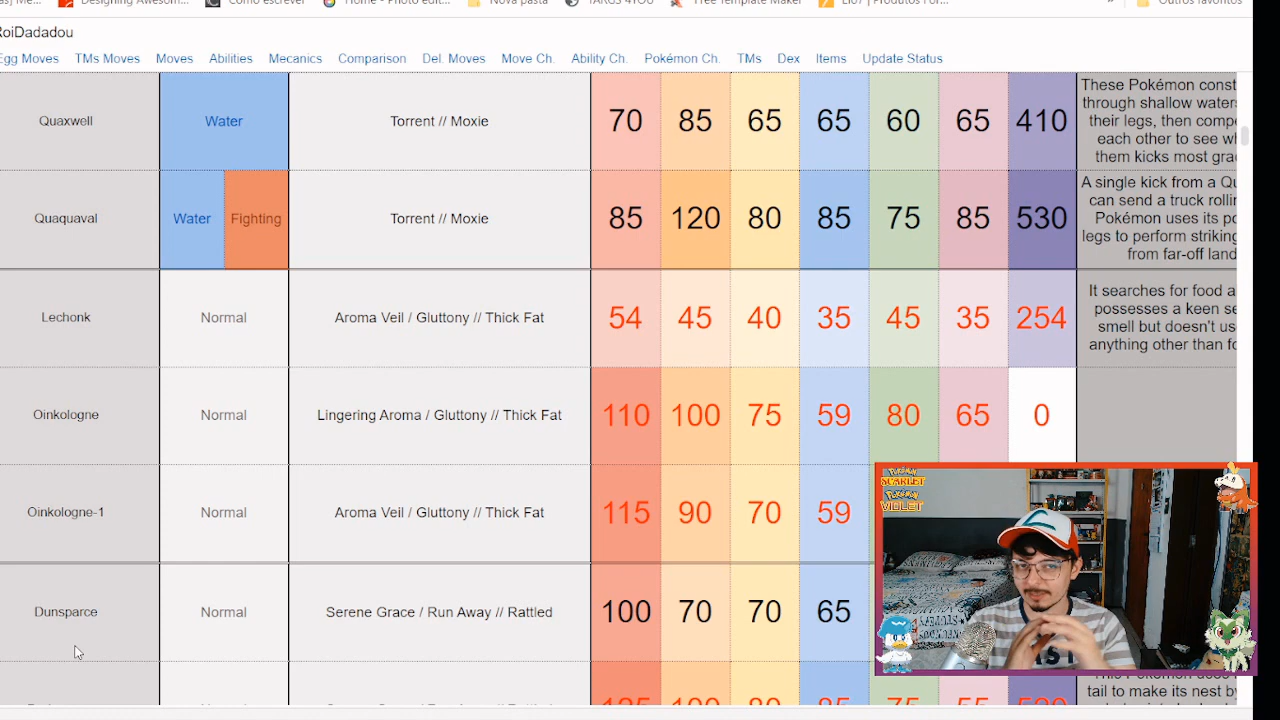 Designing Awesom...
Como escrever
Home - Photo edit...
Nova pasta
Free Template Maker
Outros favoritos
RoiDadadou
Egg Moves TMs Moves Moves Abilities Mecanics Comparison Del. Moves Move Ch. Ability Ch. Pokémon Ch. TMs Dex Items Update Status
Quaxwell Water Torrent // Moxie 70 85 65 65 60 65 410
These Pokémon const
through shallow waters
their legs, then compe
each other to see wh
them kicks most gra
Quaquaval Water Fighting Torrent // Moxie 85 120 80 85 75 85 530
A single kick from a Qu
can send a truck rollin
Pokémon uses its po
legs to perform striking
from far-off land
Lechonk Normal Aroma Veil / Gluttony // Thick Fat 54 45 40 35 45 35 254
It searches for food a
possesses a keen se
smell but doesn't us
anything other than fo
Oinkologne Normal Lingering Aroma / Gluttony // Thick Fat 110 100 75 59 80 65 0
Oinkologne-1 Normal Aroma Veil / Gluttony // Thick Fat 115 90 70 59
POKÉMON
SCARLET
POKÉMON
VIOLET
Dunsparce Normal Serene Grace / Run Away // Rattled 100 70 70 65
tail to make its nest by